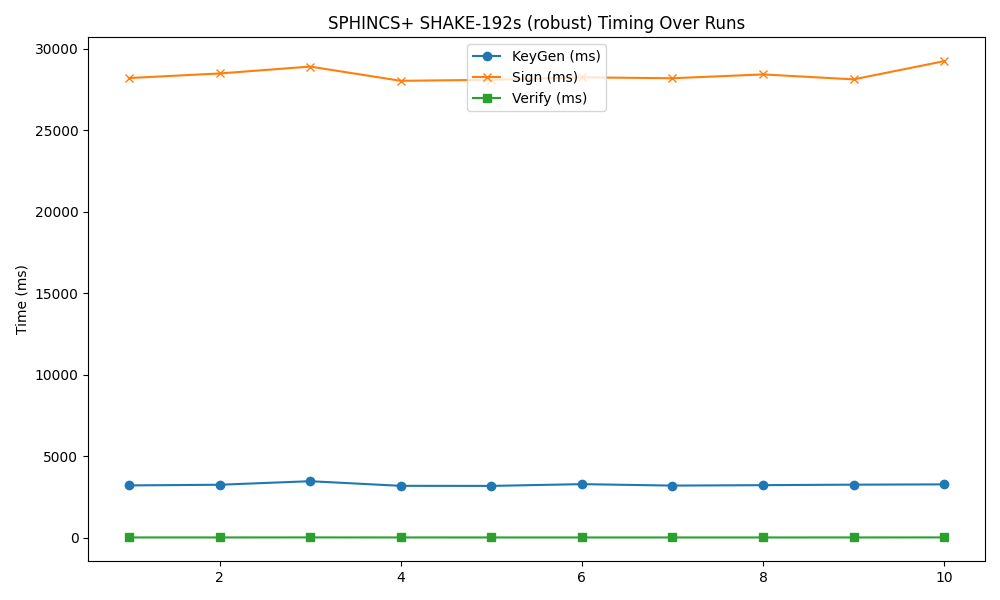 SPHINCS+ SHAKE-192s (robust) Timing Over Runs
KeyGen (ms)
Sign (ms)
Verify (ms)
Time (ms)
30000
25000
20000
15000
10000
5000
0
2
4
6
8
10